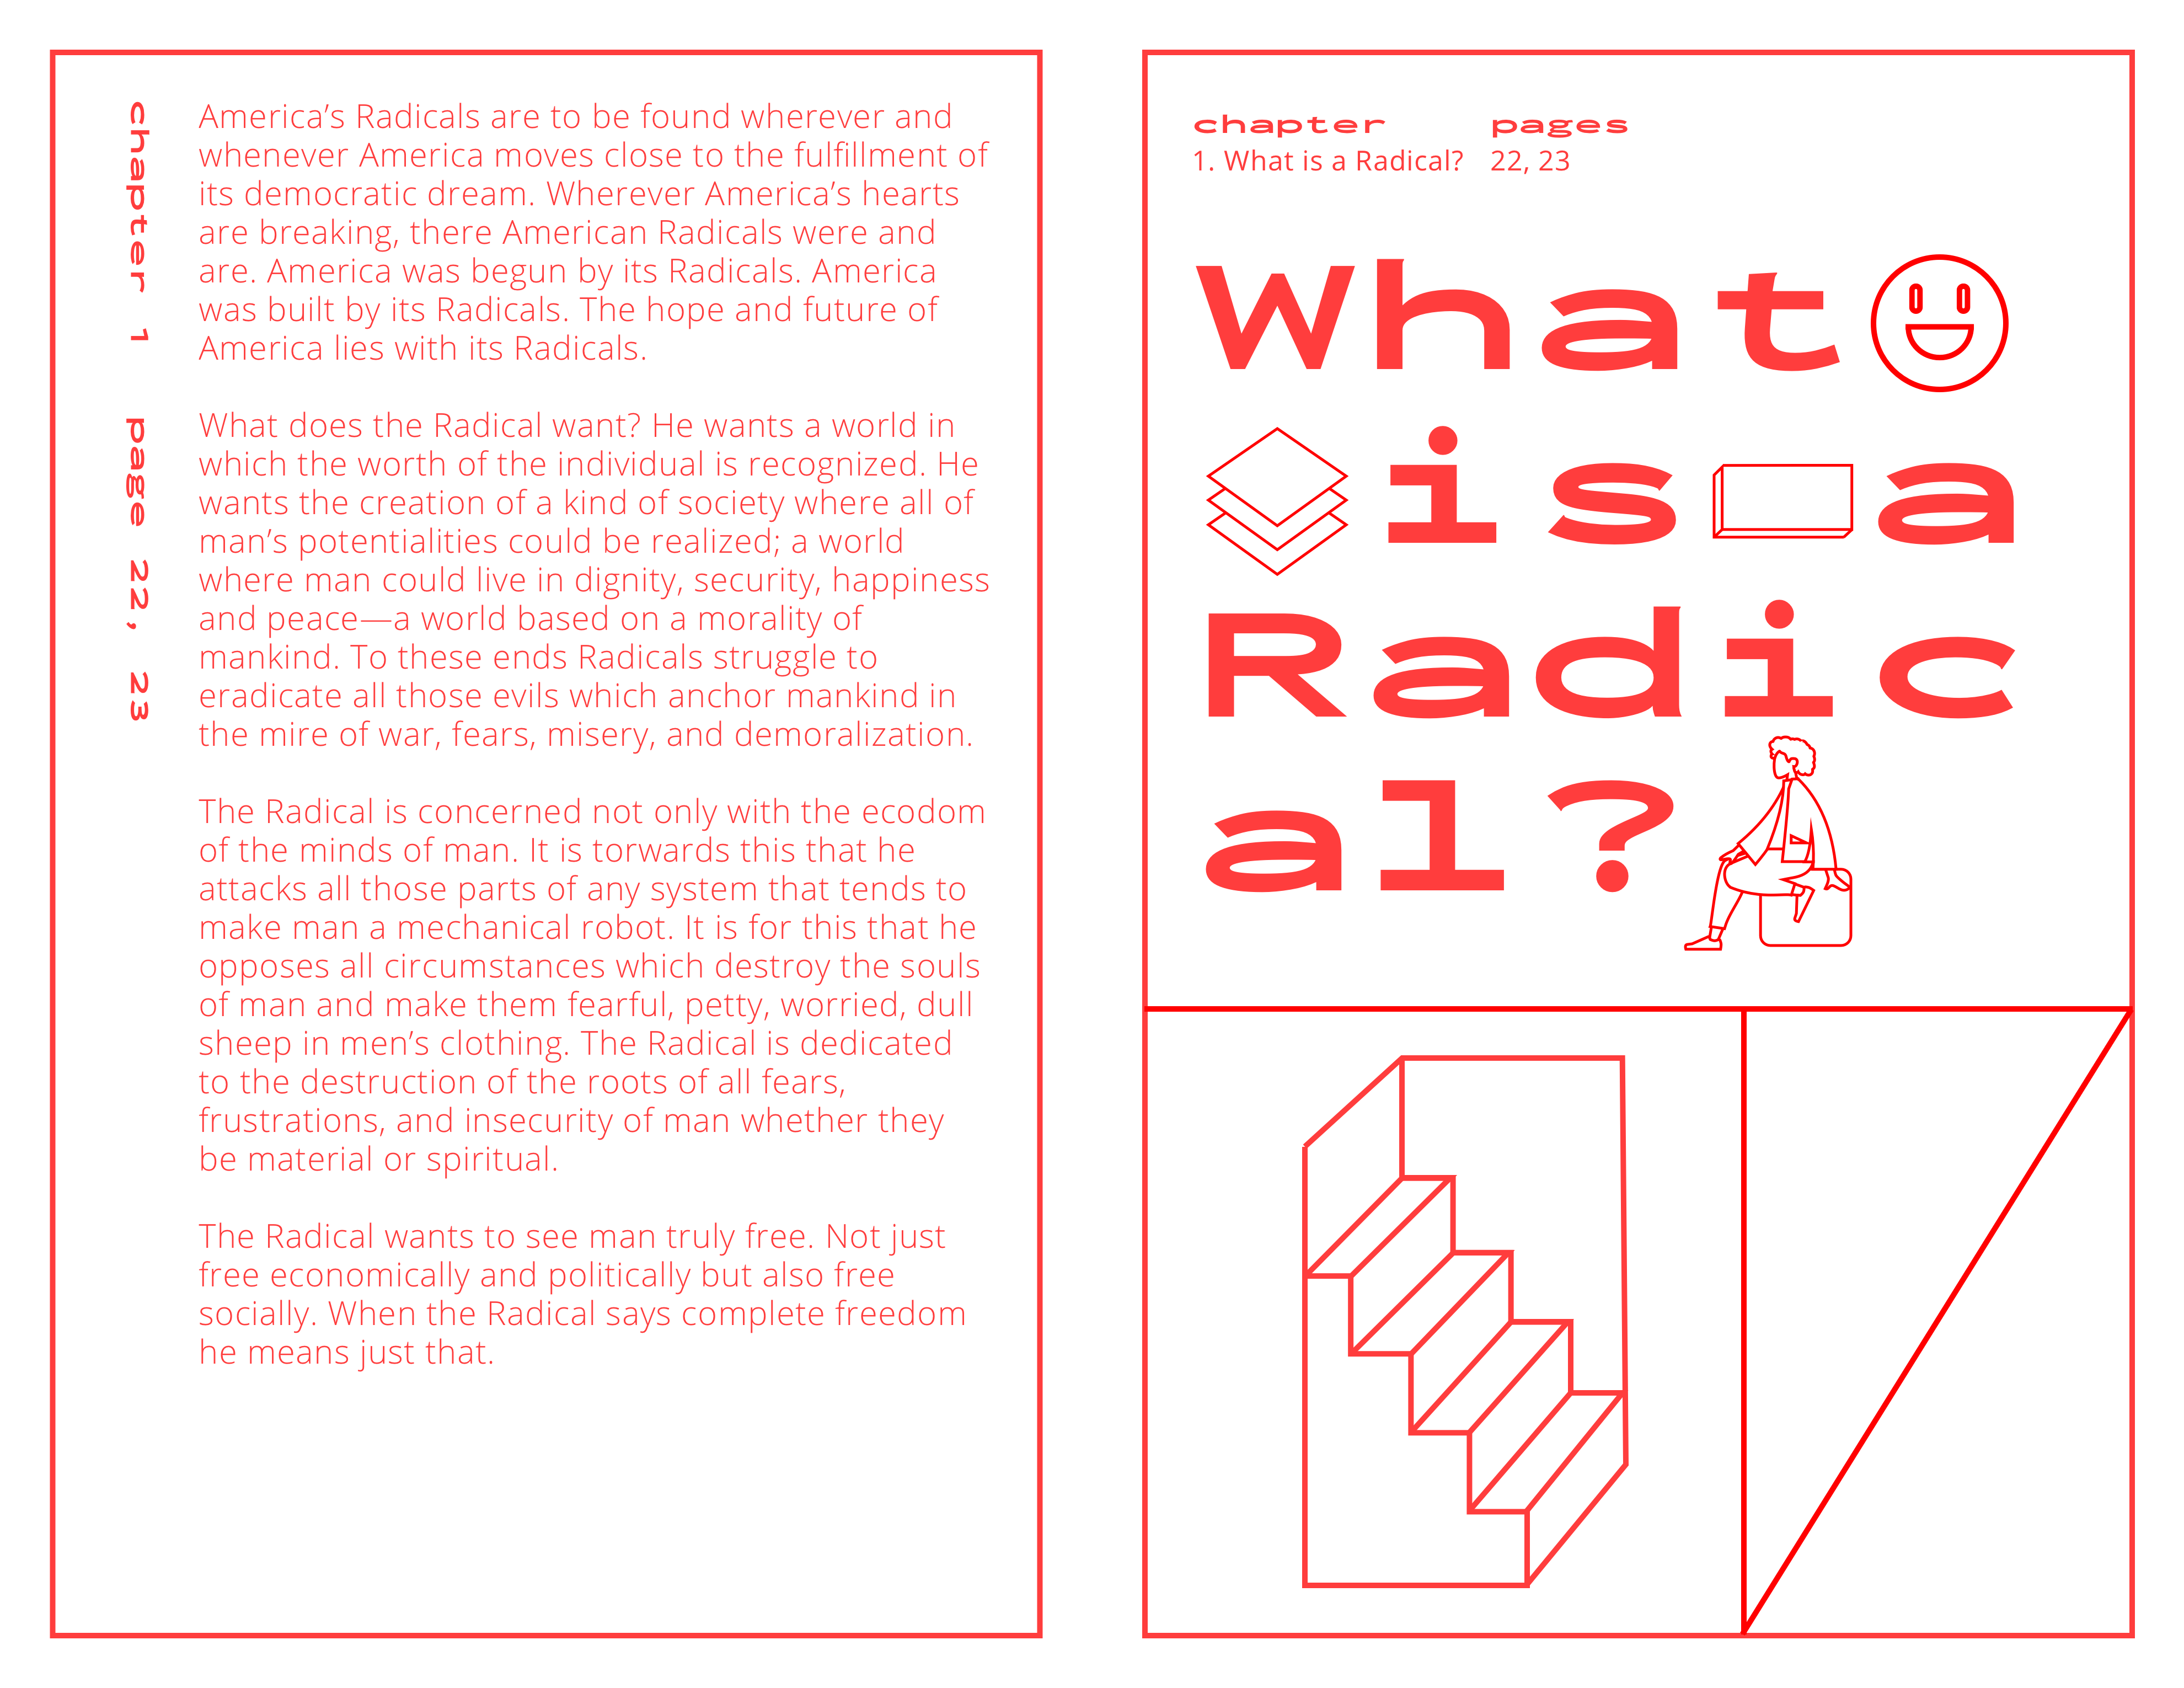 chapter 1 page 22, 23
America’s Radicals are to be found wherever and
whenever America moves close to the fulfillment of
its democratic dream. Wherever America’s hearts
are breaking, there American Radicals were and
are. America was begun by its Radicals. America
was built by its Radicals. The hope and future of
America lies with its Radicals.
What does the Radical want? He wants a world in
which the worth of the individual is recognized. He
wants the creation of a kind of society where all of
man’s potentialities could be realized; a world
where man could live in dignity, security, happiness
and peace—a world based on a morality of
mankind. To these ends Radicals struggle to
eradicate all those evils which anchor mankind in
the mire of war, fears, misery, and demoralization.
The Radical is concerned not only with the ecodom
of the minds of man. It is torwards this that he
attacks all those parts of any system that tends to
make man a mechanical robot. It is for this that he
opposes all circumstances which destroy the souls
of man and make them fearful, petty, worried, dull
sheep in men’s clothing. The Radical is dedicated
to the destruction of the roots of all fears,
frustrations, and insecurity of man whether they
be material or spiritual.
The Radical wants to see man truly free. Not just
free economically and politically but also free
socially. When the Radical says complete freedom
he means just that.
chapter pages
1. What is a Radical? 22, 23
What
is a
Radic
al?